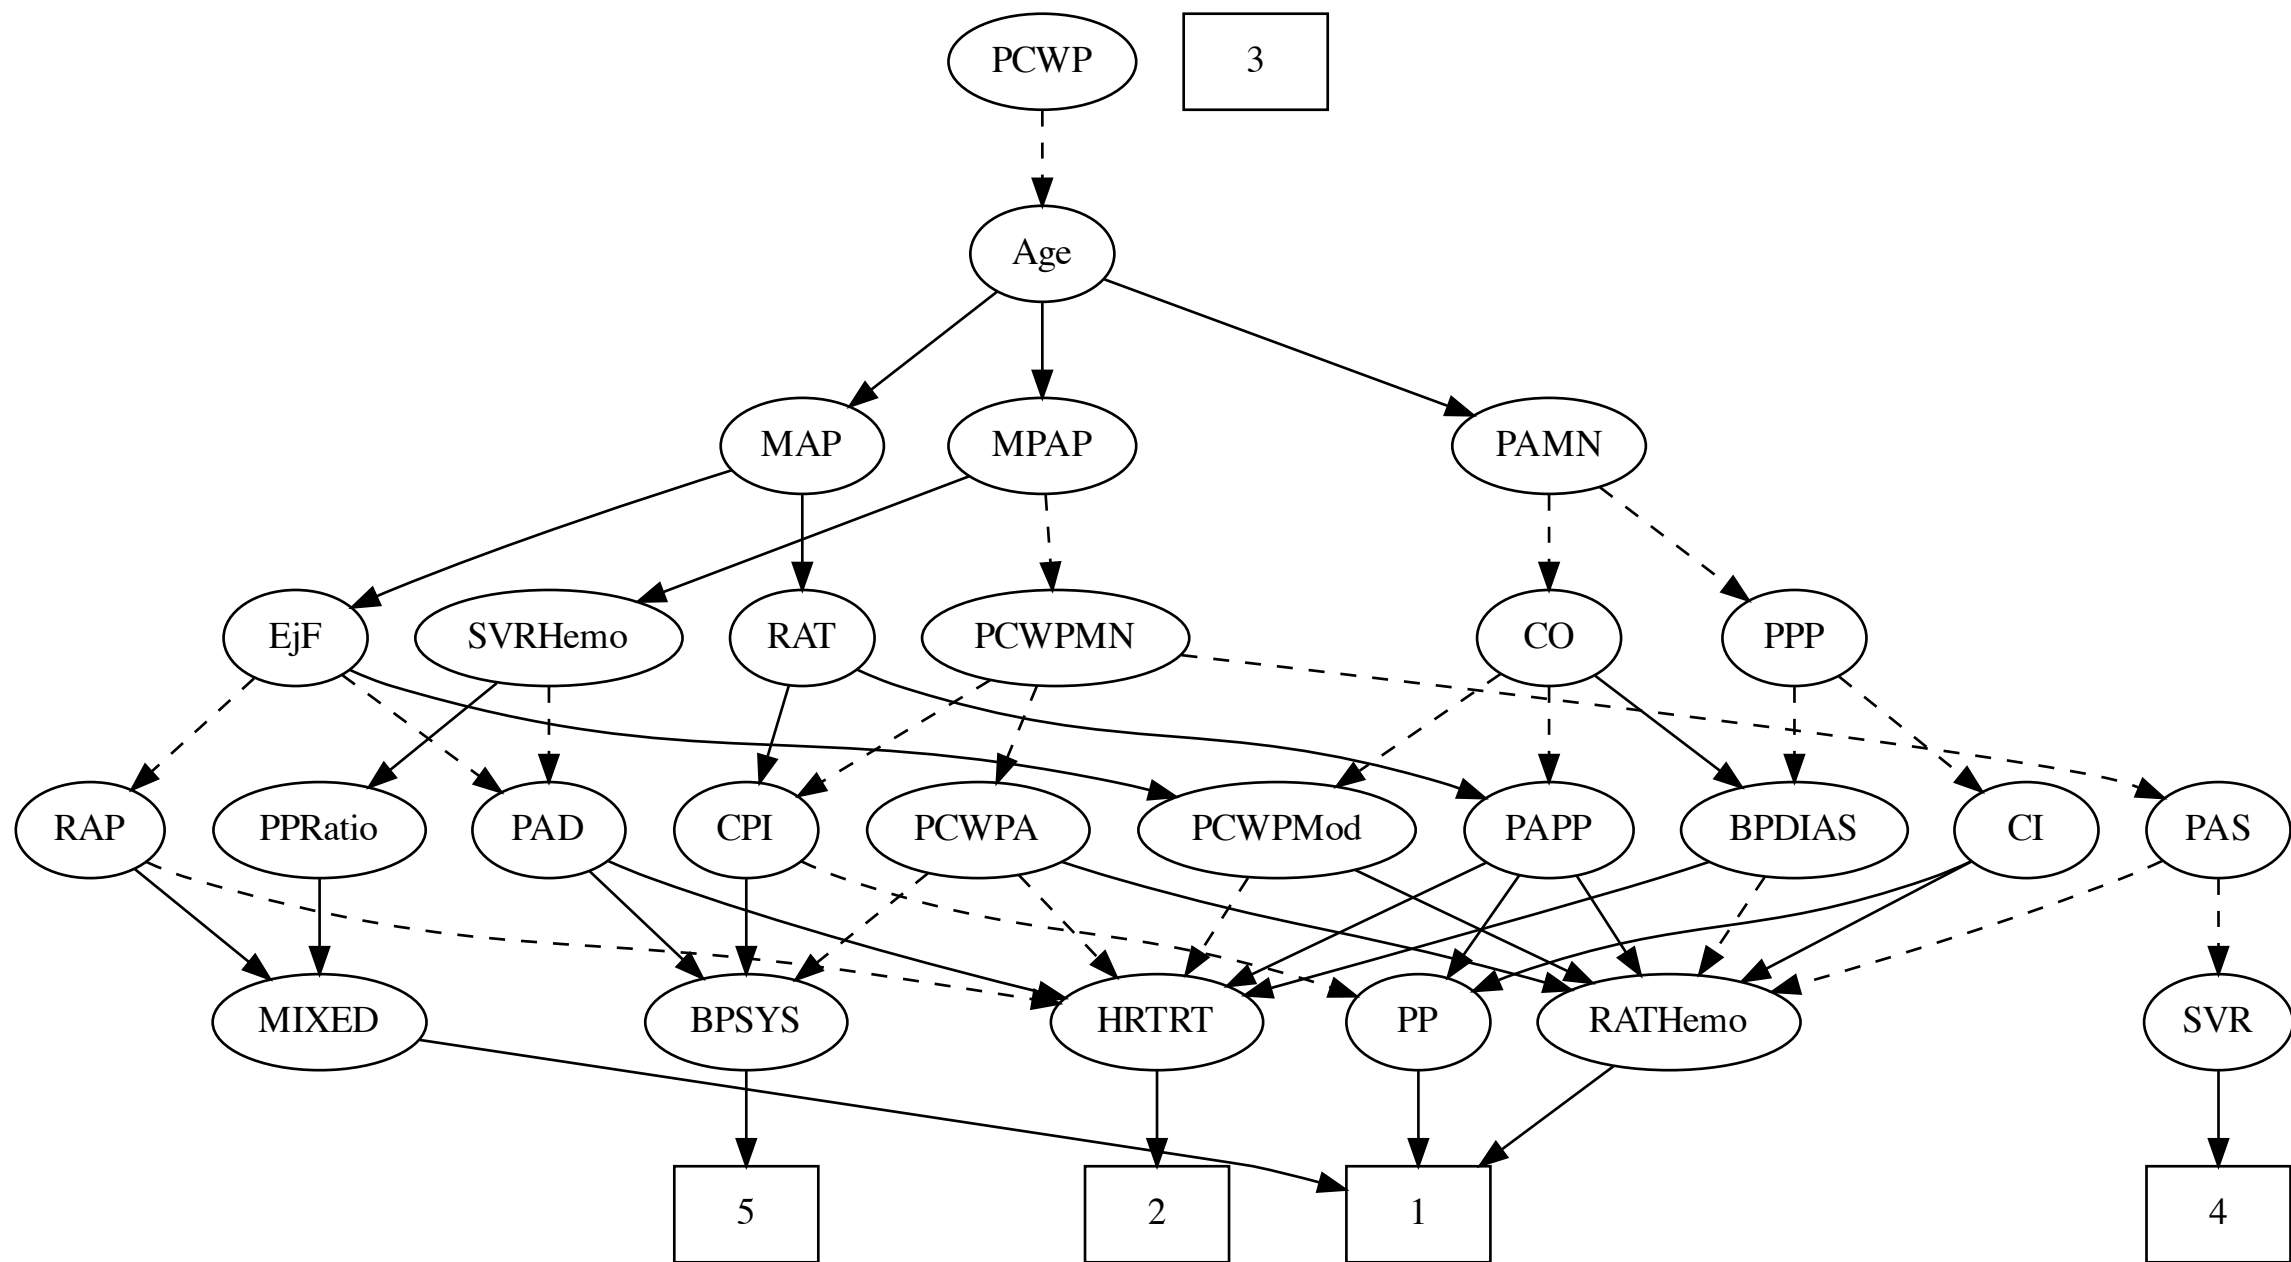 PCWP
3
Age
MAP
MPAP
PAMN
EjF
SVRHemo
RAT
PCWPMN
CO
PPP
RAP
PPRatio
PAD
CPI
PCWPA
PCWPMod
PAPP
BPDIAS
CI
PAS
MIXED
BPSYS
HRTRT
PP
RATHemo
SVR
5
2
1
4